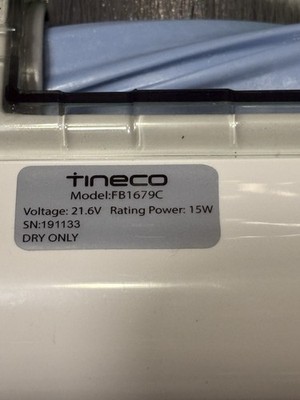 Tineco
Model:FB1679C
Voltage: 21.6V Rating Power: 15W
SN:191133
DRY ONLY